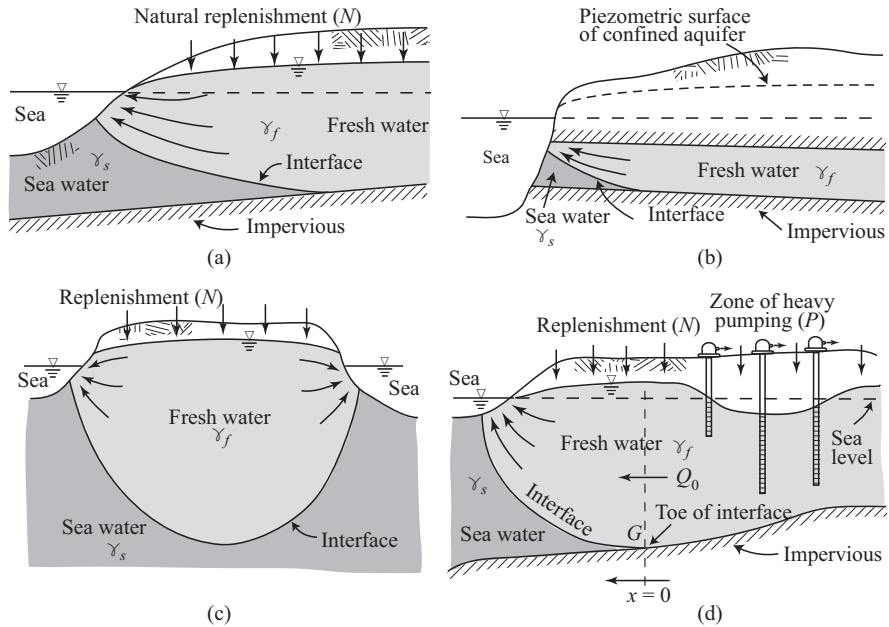 Natural replenishment (N)
Sea
γf
Fresh water
γs
Sea water
Interface
Impervious
(a)
Piezometric surface
of confined aquifer
Sea
Fresh water γf
Sea
water
γs
Interface
Impervious
(b)
Replenishment (N)
Sea
Sea
Fresh water
γf
Sea water
γs
Interface
(c)
Zone of heavy
pumping (P)
Replenishment (N)
Sea
Fresh water γf
Sea
level
γs
Q0
Interface
Toe of interface
Sea water
G
Impervious
x = 0
(d)